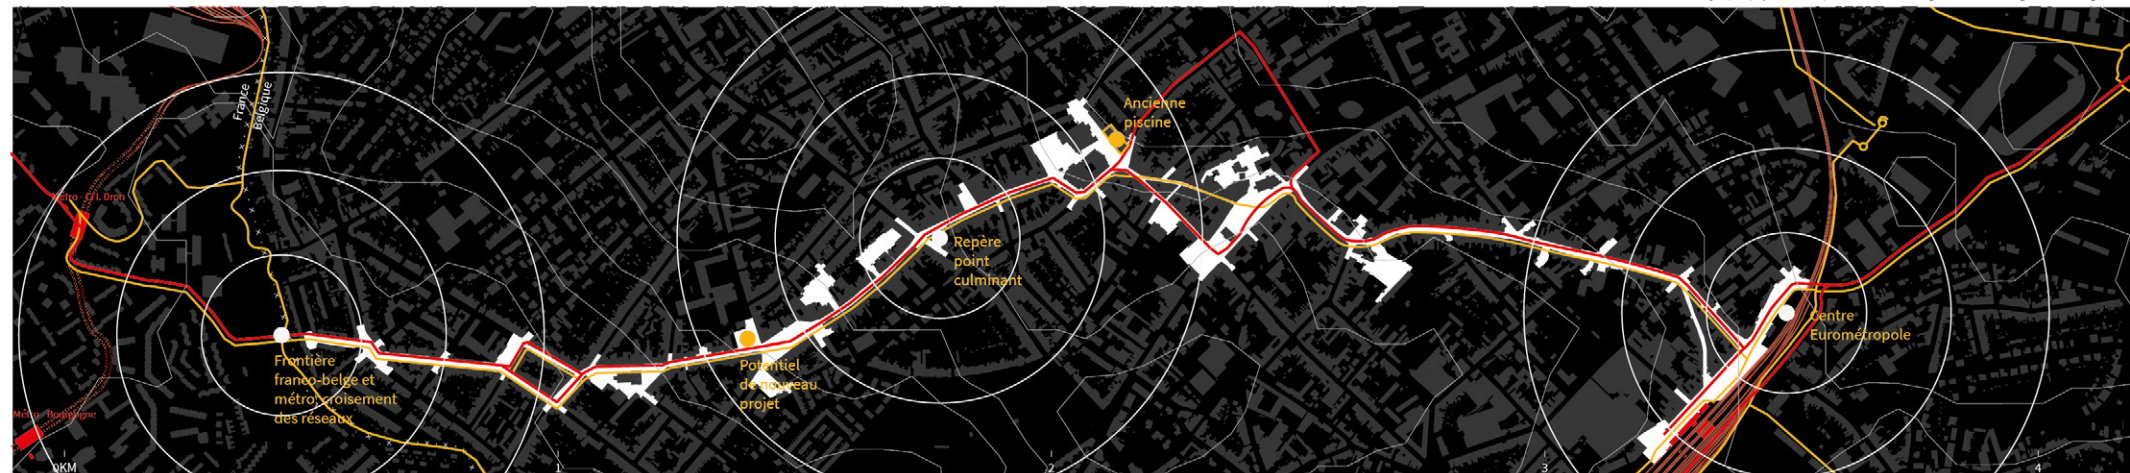 France
Belgique
Métro - CH. Dron
Ancienne
piscine
Repère
point
culminant
Centre
Eurométropole
Frontière
franco-belge et
métro, croisement
des réseaux
Potentiel
de nouveau
projet
Métro - Bourgogne
0KM
1
2
3
4